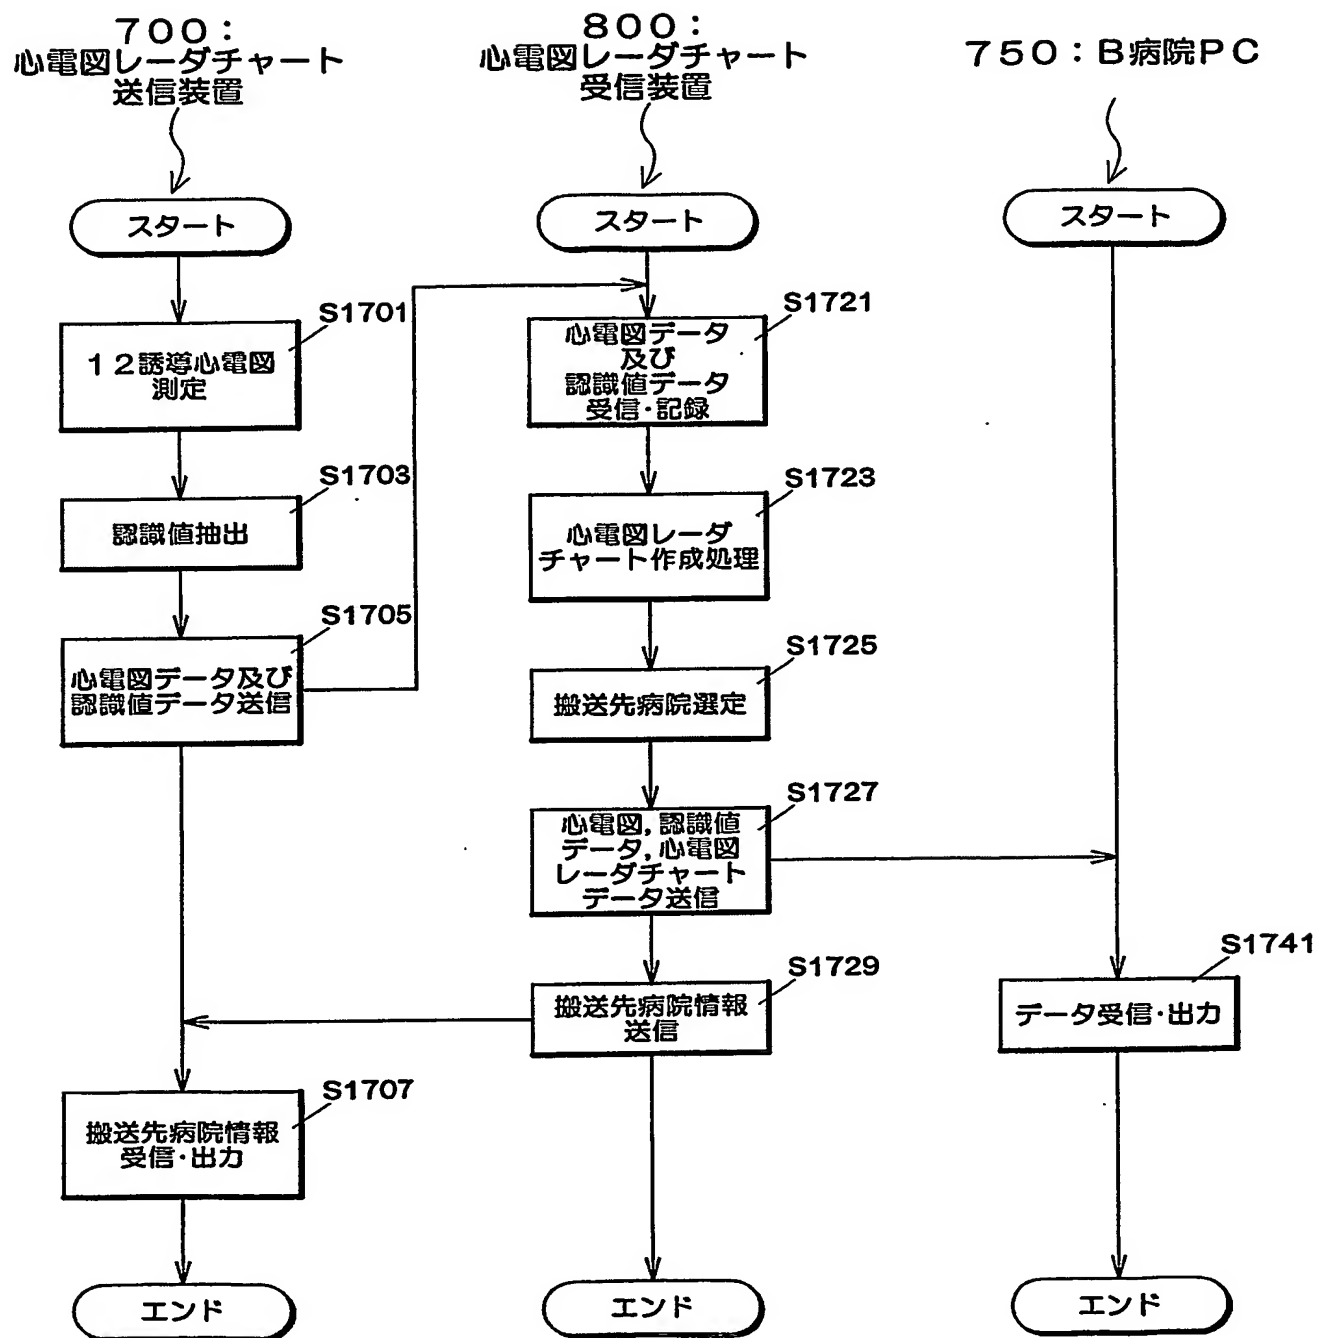 ７００：
心電図レーダチャート
送信装置
スタート
S1701
１２誘導心電図
測定
S1703
認識値抽出
S1705
心電図データ及び
認識値データ送信
S1707
搬送先病院情報
受信･出力
エンド
８００：
心電図レーダチャート
受信装置
スタート
S1721
心電図データ
及び
認識値データ
受信･記録
S1723
心電図レーダ
チャート作成処理
S1725
搬送先病院選定
S1727
心電図,認識値
データ,心電図
レーダチャート
データ送信
S1729
搬送先病院情報
送信
エンド
７５０：Ｂ病院ＰＣ
スタート
S1741
データ受信･出力
エンド